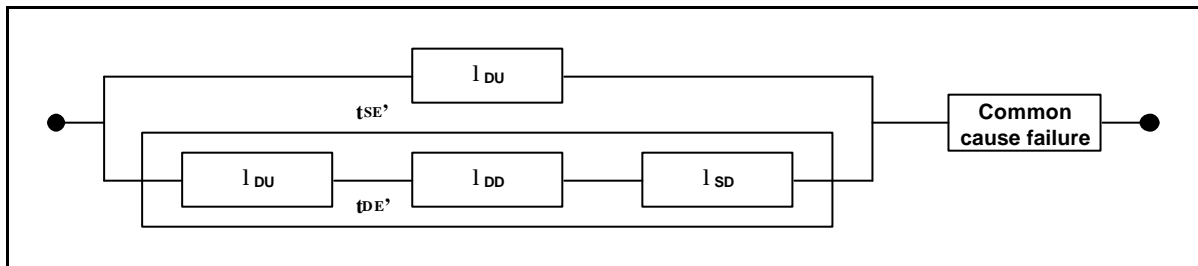 l DU
tSE'
Common
cause failure
l DU
l DD
l SD
tDE'